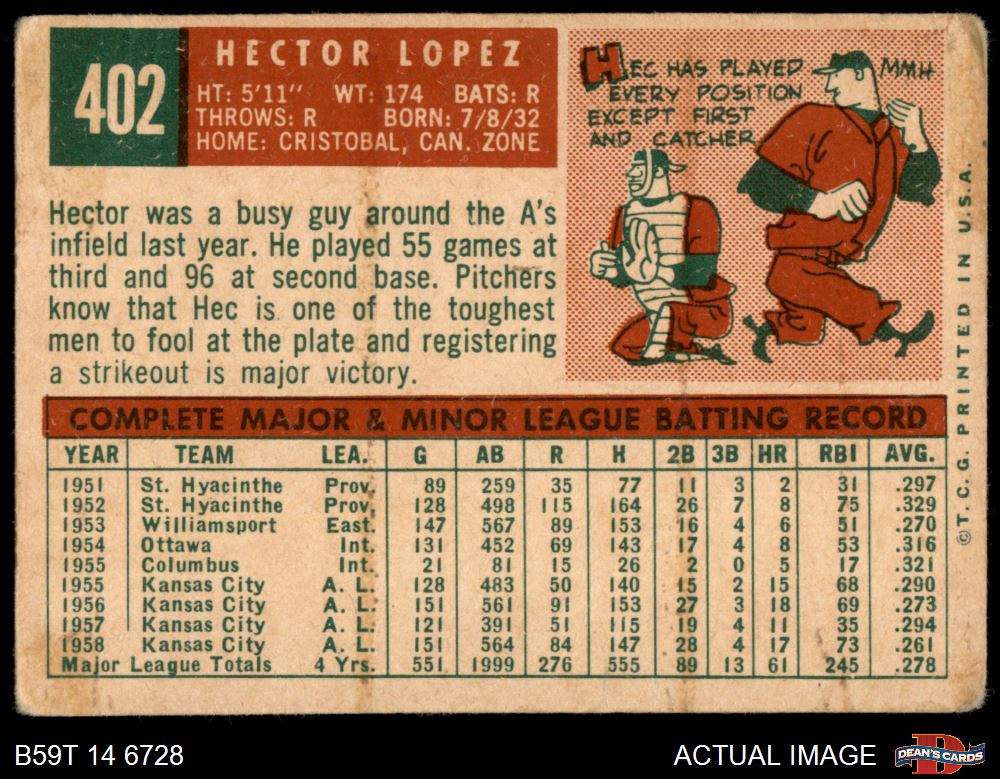 402
HECTOR LOPEZ
HT: 5'11" WT: 174 BATS: R
THROWS: R BORN: 7/8/32
HOME: CRISTOBAL, CAN. ZONE
HEC HAS PLAYED
EVERY POSITION
EXCEPT FIRST
AND CATCHER
MMH
Hector was a busy guy around the A's
infield last year. He played 55 games at
third and 96 at second base. Pitchers
know that Hec is one of the toughest
men to fool at the plate and registering
a strikeout is major victory.
COMPLETE MAJOR & MINOR LEAGUE BATTING RECORD
YEAR TEAM LEA. G AB R H 2B 3B HR RBI AVG.
1951 St. Hyacinthe Prov. 89 259 35 77 11 3 2 31 .297
1952 St. Hyacinthe Prov. 128 498 115 164 26 7 8 75 .329
1953 Williamsport East. 147 567 89 153 16 4 6 51 .270
1954 Ottawa Int. 131 452 69 143 17 4 8 53 .316
1955 Columbus Int. 21 81 15 26 2 0 5 17 .321
1955 Kansas City A. L. 128 483 50 140 15 2 15 68 .290
1956 Kansas City A. L. 151 561 91 153 27 3 18 69 .273
1957 Kansas City A. L. 121 391 51 115 19 4 11 35 .294
1958 Kansas City A. L. 151 564 84 147 28 4 17 73 .261
Major League Totals 4 Yrs. 551 1999 276 555 89 13 61 245 .278
© T. C. G. PRINTED IN U.S.A.
B59T 14 6728
ACTUAL IMAGE
D
DEAN'S CARDS